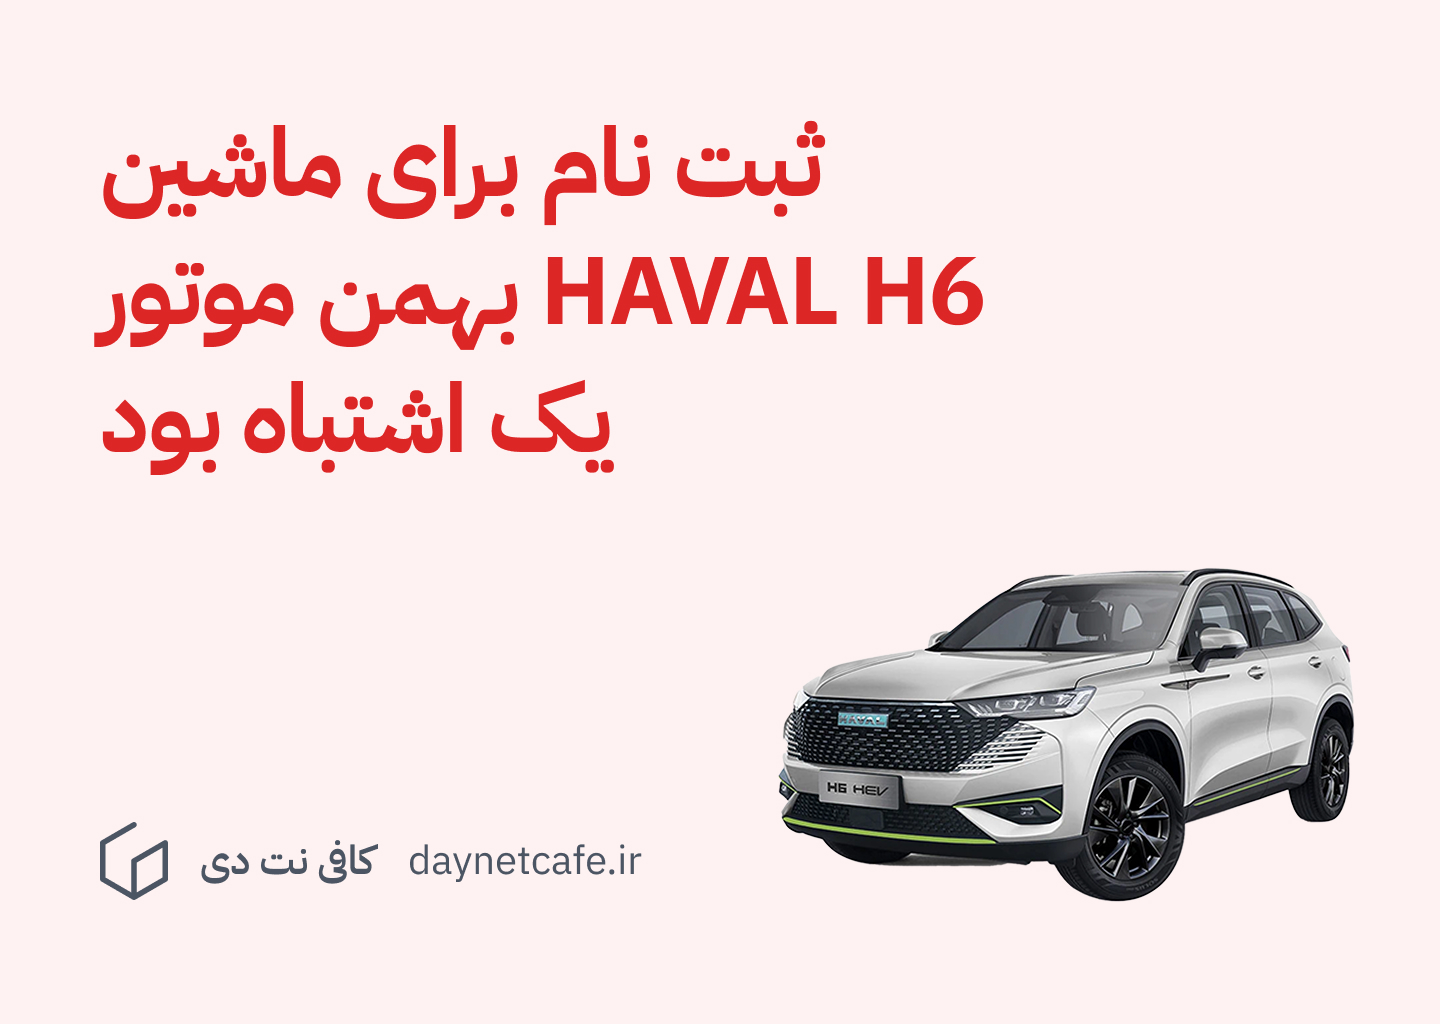 ثبت نام برای ماشین
HAVAL H6 بهمن موتور
یک اشتباه بود
HAVAL
H6 HEV
کافی نت دی daynetcafe.ir